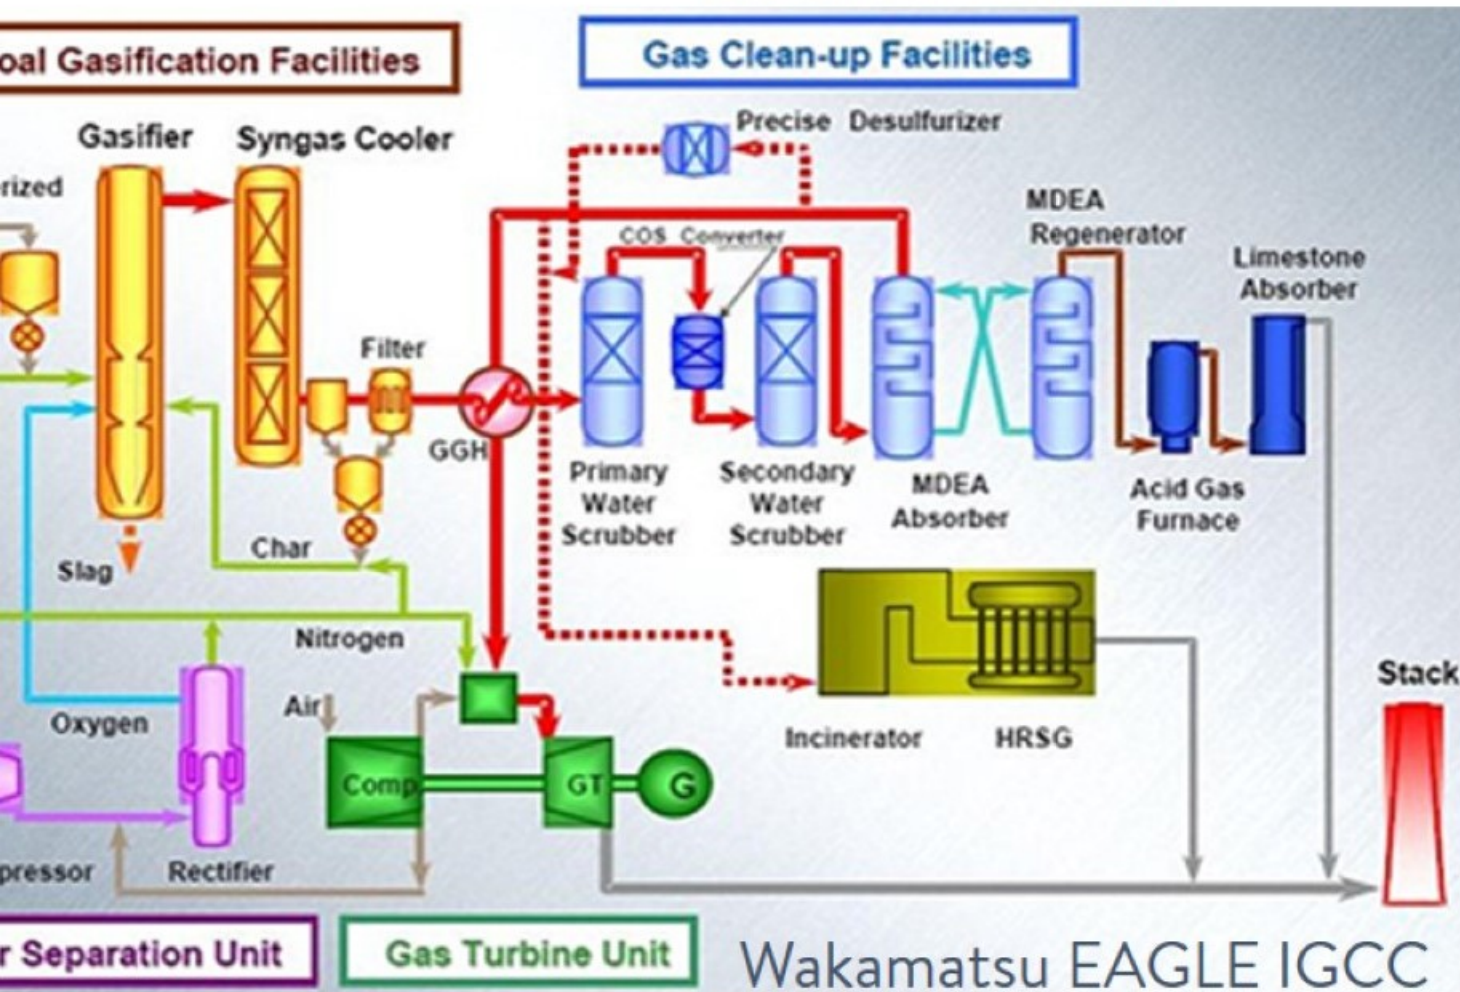 oal Gasification Facilities
Gas Clean-up Facilities
Gasifier
Syngas Cooler
Precise Desulfurizer
rized
MDEA
Regenerator
COS Converter
Limestone
Absorber
Filter
GGH
Primary
Water
Scrubber
Secondary
Water
Scrubber
MDEA
Absorber
Acid Gas
Furnace
Char
Slag
Nitrogen
Air
Oxygen
Incinerator
HRSG
Stack
Comp
GT
G
pressor
Rectifier
r Separation Unit
Gas Turbine Unit
Wakamatsu EAGLE IGCC